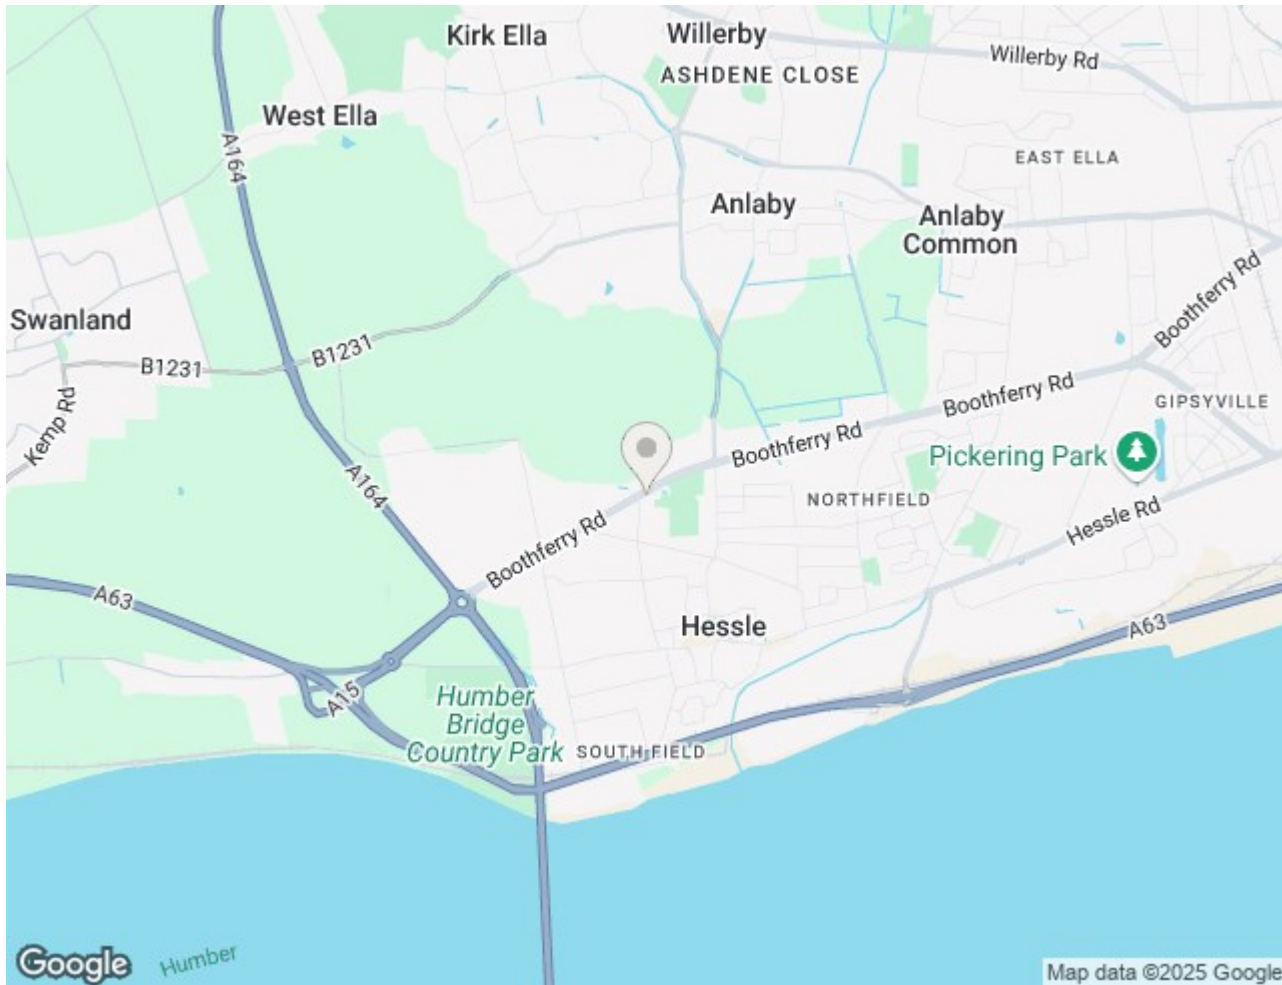 Kirk Ella
Willerby
Willerby Rd
ASHDENE CLOSE
West Ella
A164
EAST ELLA
Anlaby
Anlaby
Common
Boothferry Rd
Swanland
B1231
B1231
Kemp Rd
Boothferry Rd
GIPSYVILLE
Boothferry Rd
Pickering Park
A164
NORTHFIELD
Hessle Rd
Boothferry Rd
A63
Hessle
A63
A15
Humber
Bridge
Country Park
SOUTH FIELD
Google
Humber
Map data ©2025 Google